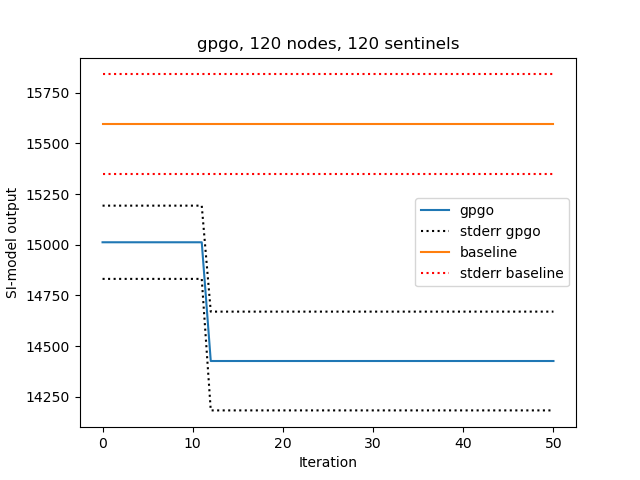 gpgo, 120 nodes, 120 sentinels
15750
15500
15250
15000
14750
14500
14250
SI-model output
gpgo
stderr gpgo
baseline
stderr baseline
0 10 20 30 40 50
Iteration